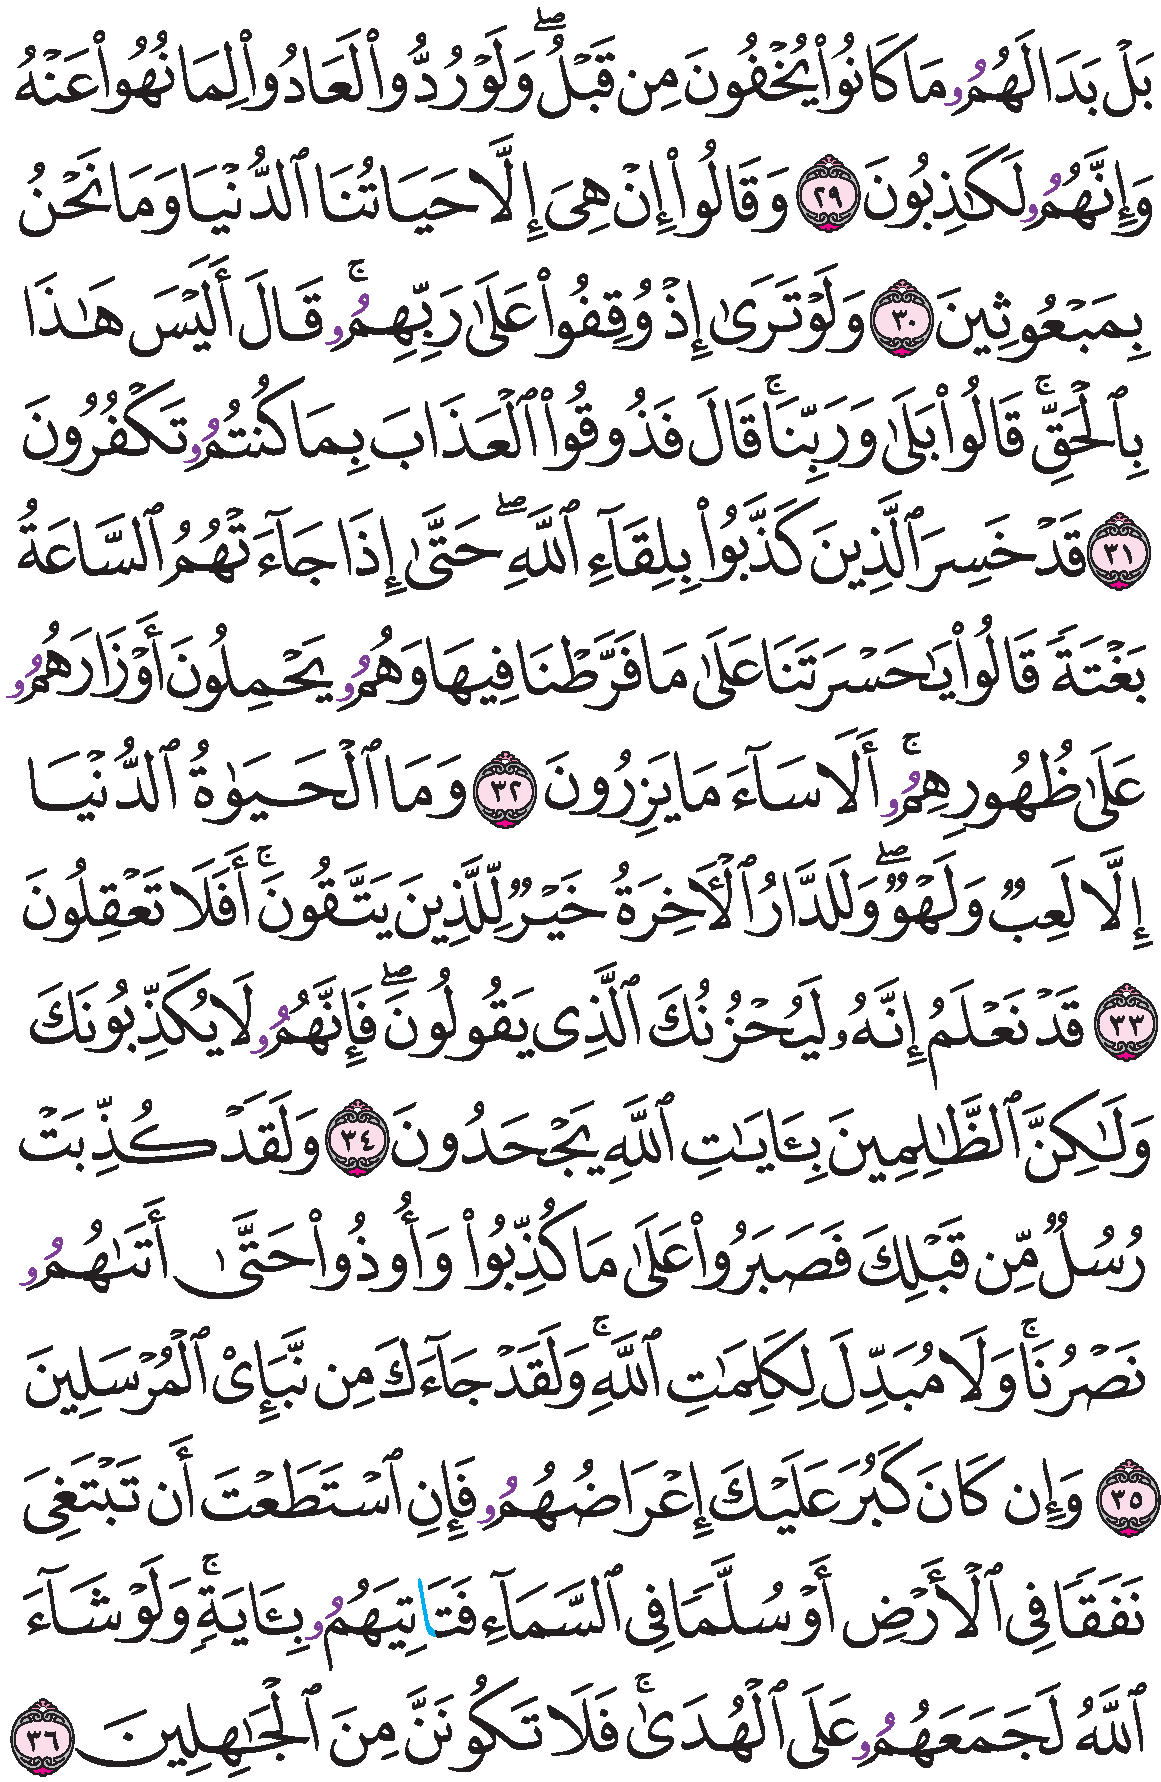 بَلۡ بَدَا لَهُمُۥ مَا كَانُواْ يُخۡفُونَ مِن قَبۡلُۖ وَلَوۡ رُدُّواْ لَعَادُواْ لِمَا نُهُواْ عَنۡهُ
وَإِنَّهُمُۥ لَكَٰذِبُونَ ٢٩ وَقَالُواْ إِنۡ هِىَ إِلَّا حَيَاتُنَا ٱلدُّنۡيَا وَمَا نَحۡنُ
بِمَبۡعُوثِينَ ٣٠ وَلَوۡ تَرَىٰ إِذۡ وُقِفُواْ عَلَىٰ رَبِّهِمُۥۚ قَالَ أَلَيۡسَ هَٰذَا
بِٱلۡحَقِّۚ قَالُواْ بَلَىٰ وَرَبِّنَاۚ قَالَ فَذُوقُواْ ٱلۡعَذَابَ بِمَا كُنتُمُۥ تَكۡفُرُونَ
٣١ قَدۡ خَسِرَ ٱلَّذِينَ كَذَّبُواْ بِلِقَآءِ ٱللَّهِۖ حَتَّىٰ إِذَا جَآءَتۡهُمُ ٱلسَّاعَةُ
بَغۡتَةٗ قَالُواْ يَٰحَسۡرَتَنَا عَلَىٰ مَا فَرَّطۡنَا فِيهَا وَهُمُۥ يَحۡمِلُونَ أَوۡزَارَهُمُۥ
عَلَىٰ ظُهُورِهِمُۥۚ أَلَا سَآءَ مَا يَزِرُونَ ٣٢ وَمَا ٱلۡحَيَوٰةُ ٱلدُّنۡيَا
إِلَّا لَعِبٞ وَلَهۡوٞۖ وَلَلدَّارُ ٱلۡأٓخِرَةُ خَيۡرٞ لِّلَّذِينَ يَتَّقُونَۚ أَفَلَا تَعۡقِلُونَ
٣٣ قَدۡ نَعۡلَمُ إِنَّهُۥ لَيُحۡزُنُكَ ٱلَّذِى يَقُولُونَۖ فَإِنَّهُمُۥ لَا يُكَذِّبُونَكَ
وَلَٰكِنَّ ٱلظَّٰلِمِينَ بِـَٔايَٰتِ ٱللَّهِ يَجۡحَدُونَ ٣٤ وَلَقَدۡ كُذِّبَتۡ
رُسُلٞ مِّن قَبۡلِكَ فَصَبَرُواْ عَلَىٰ مَا كُذِّبُواْ وَأُوذُواْ حَتَّىٰ أَتَىٰهُمُۥ
نَصۡرُنَاۚ وَلَا مُبَدِّلَ لِكَلِمَٰتِ ٱللَّهِۚ وَلَقَدۡ جَآءَكَ مِن نَّبَإِىْ ٱلۡمُرۡسَلِينَ
٣٥ وَإِن كَانَ كَبُرَ عَلَيۡكَ إِعۡرَاضُهُمُۥ فَإِنِ ٱسۡتَطَعۡتَ أَن تَبۡتَغِىَ
نَفَقٗا فِى ٱلۡأَرۡضِ أَوۡ سُلَّمٗا فِى ٱلسَّمَآءِ فَتَاتِيَهُمُۥ بِـَٔايَةٖۚ وَلَوۡ شَآءَ
ٱللَّهُ لَجَمَعَهُمُۥ عَلَى ٱلۡهُدَىٰۚ فَلَا تَكُونَنَّ مِنَ ٱلۡجَٰهِلِينَ ٣٦